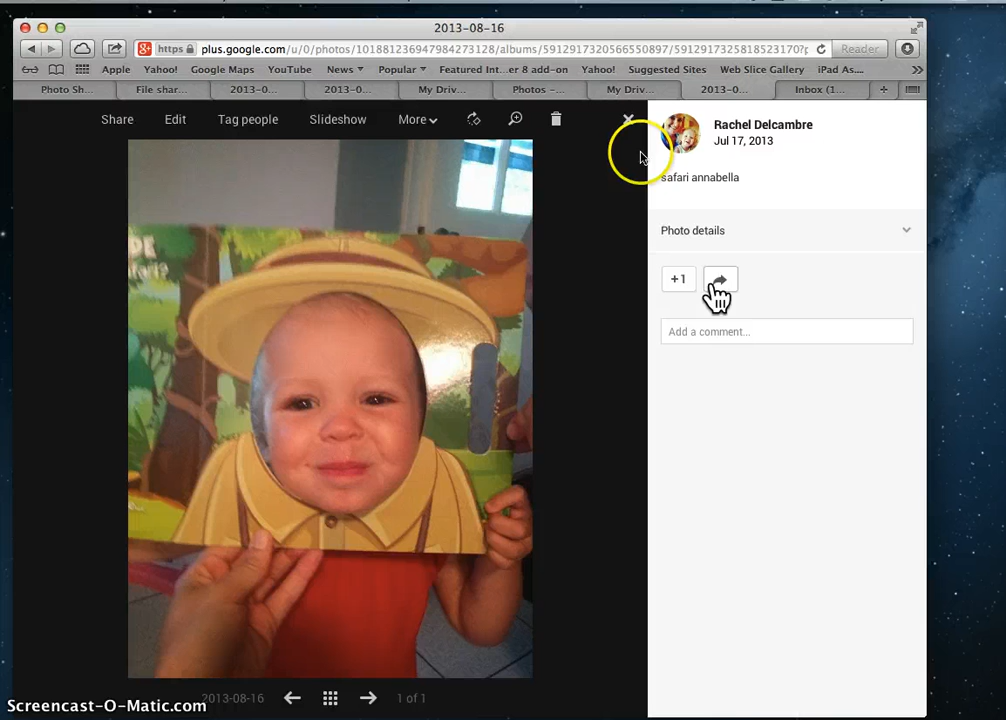 2013-08-16
https plus.google.com/u/0/photos/101881236947984273128/albums/5912917320566550897/5912917325818523170?p Reader
Apple Yahoo! Google Maps YouTube News Popular Featured Int...er 8 add-on Yahoo! Suggested Sites Web Slice Gallery iPad As.... »
Photo Sh... File shar... 2013-0... 2013-0... My Driv... Photos -... My Driv... 2013-0... Inbox (1... +
Share Edit Tag people Slideshow More
Rachel Delcambre
Jul 17, 2013
safari annabella
Photo details
+1
Add a comment...
2013-08-16 1 of 1
Screencast-O-Matic.com